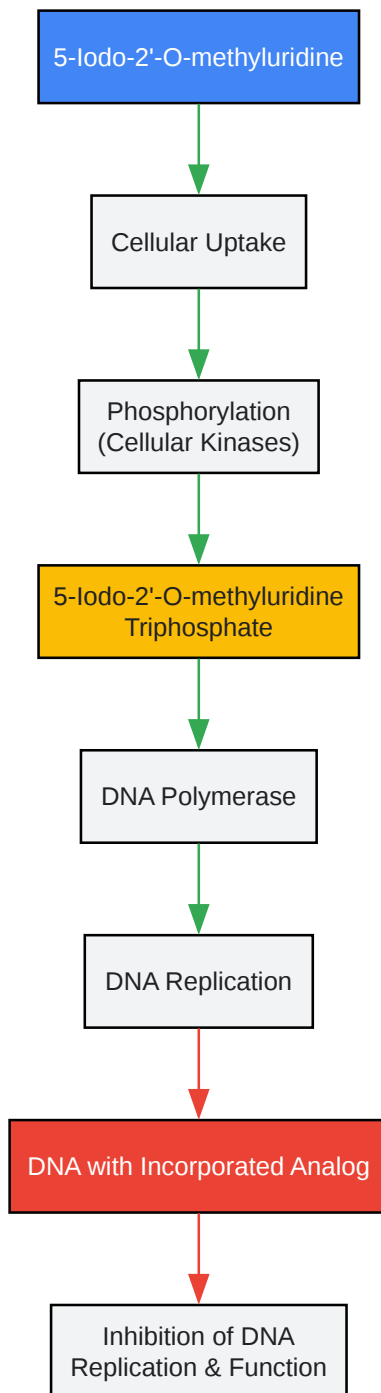 5-Iodo-2'-O-methyluridine
Cellular Uptake
Phosphorylation
(Cellular Kinases)
5-Iodo-2'-O-methyluridine
Triphosphate
DNA Polymerase
DNA Replication
DNA with Incorporated Analog
Inhibition of DNA
Replication & Function